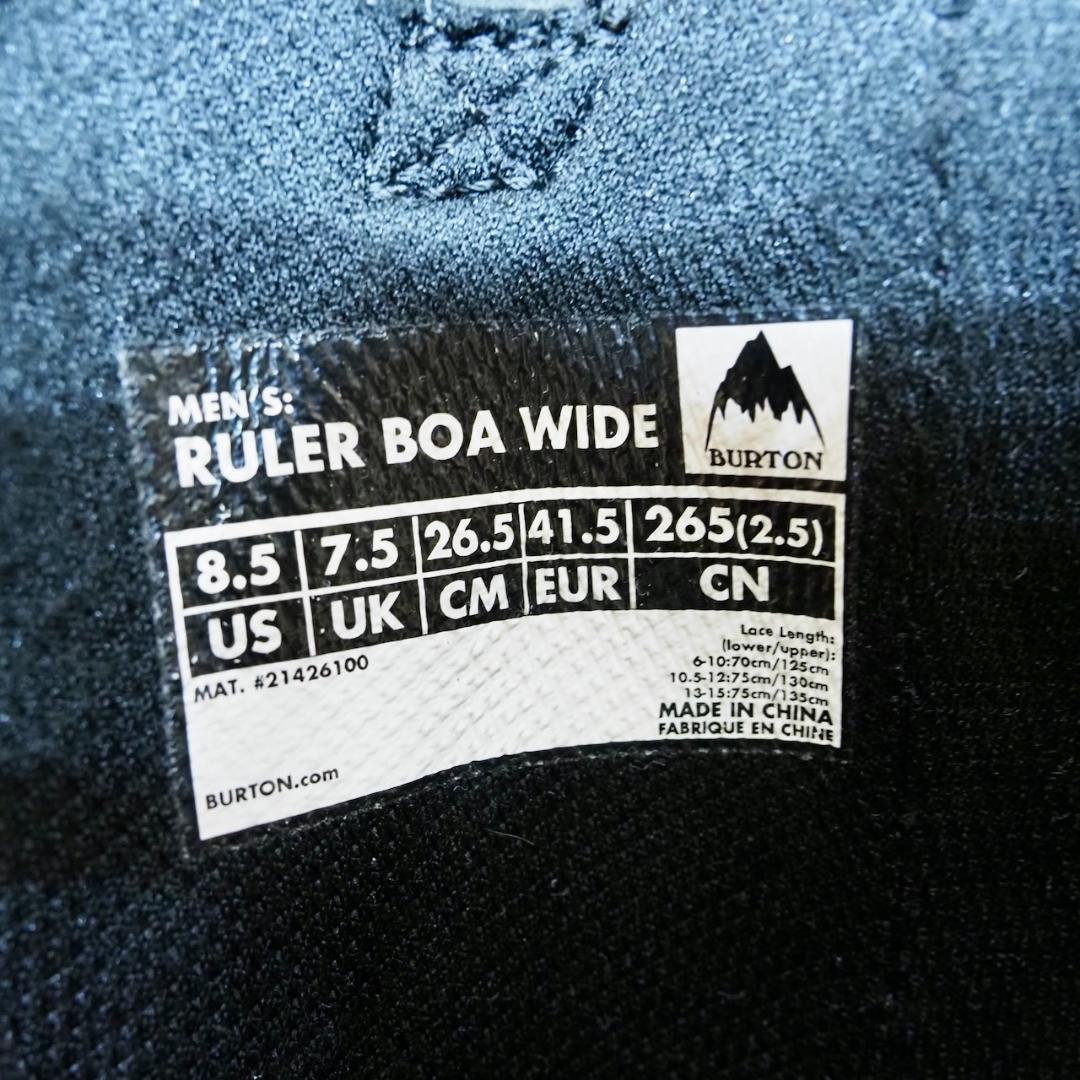 MEN'S:
RULER BOA WIDE
BURTON
8.5 7.5 26.5 41.5 265(2.5)
US UK CM EUR CN
MAT. #21426100
Lace Length:
(lower/upper):
6-10:70cm/125cm
10.5-12:75cm/130cm
13-15:75cm/135cm
MADE IN CHINA
FABRIQUE EN CHINE
BURTON.com